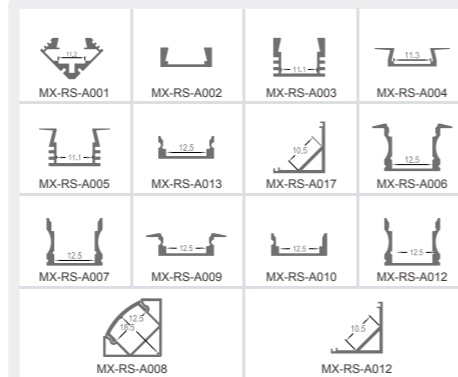 11.2
MX-RS-A001
MX-RS-A002
11.1
MX-RS-A003
11.3
MX-RS-A004
11.1
MX-RS-A005
12.5
MX-RS-A013
10.5
MX-RS-A017
12.5
MX-RS-A006
12.5
MX-RS-A007
12.5
MX-RS-A009
12.5
MX-RS-A010
12.5
MX-RS-A012
12.5
18.5
MX-RS-A008
10.5
MX-RS-A012